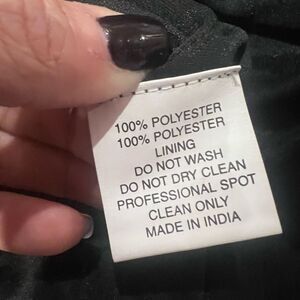 100% POLYESTER
100% POLYESTER
LINING
DO NOT WASH
DO NOT DRY CLEAN
PROFESSIONAL SPOT
CLEAN ONLY
MADE IN INDIA